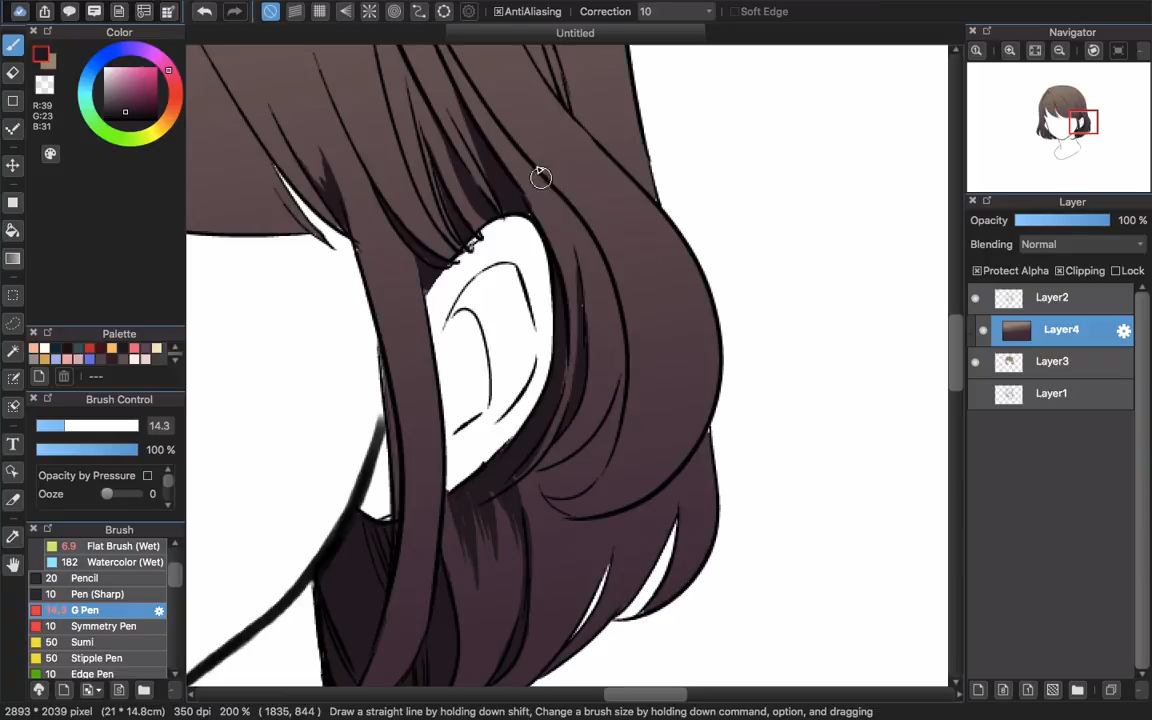 AntiAliasing Correction 10 Soft Edge
Untitled
Color
R:39
G:23
B:31
Palette
---
Brush Control
14.3
100 %
Opacity by Pressure
Ooze 0
Brush
6.9 Flat Brush (Wet)
182 Watercolor (Wet)
20 Pencil
10 Pen (Sharp)
14.3 G Pen
10 Symmetry Pen
50 Sumi
50 Stipple Pen
10 Edge Pen
Navigator
Layer
Opacity 100 %
Blending Normal
Protect Alpha Clipping Lock
Layer2
Layer4
Layer3
Layer1
2893 * 2039 pixel (21 * 14.8cm) 350 dpi 200 % ( 1835, 844 ) Draw a straight line by holding down shift, Change a brush size by holding down command, option, and dragging